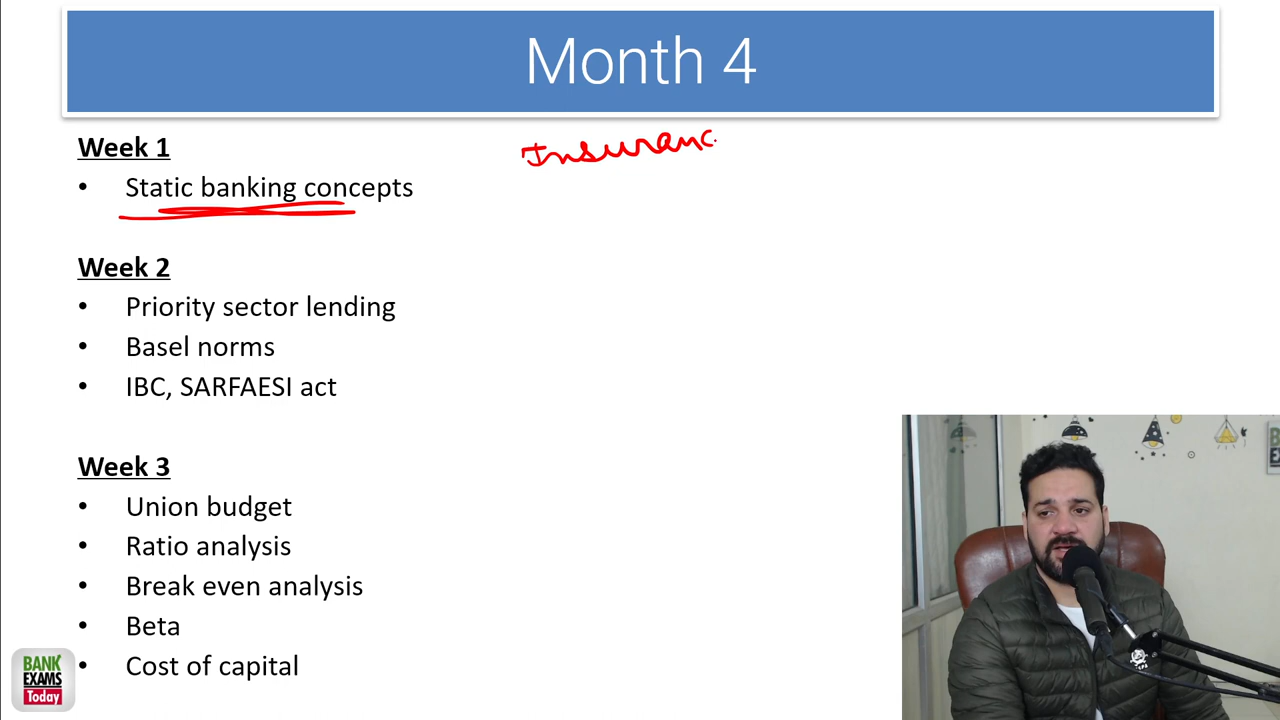 Month 4
Week 1
Insuranc
• Static banking concepts
Week 2
• Priority sector lending
• Basel norms
• IBC, SARFAESI act
Week 3
• Union budget
• Ratio analysis
• Break even analysis
• Beta
• Cost of capital
BANK
EXAMS
Today